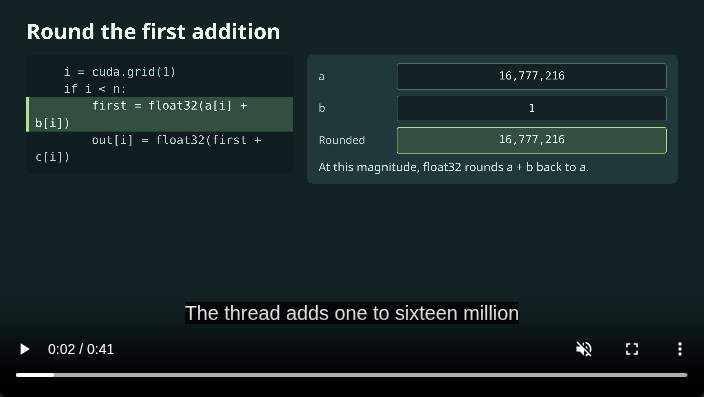 Round the first addition
i = cuda.grid(1)
if i < n:
first = float32(a[i] +
b[i])
out[i] = float32(first +
c[i])
a
16,777,216
b
1
Rounded
16,777,216
At this magnitude, float32 rounds a + b back to a.
The thread adds one to sixteen million
0:02 / 0:41